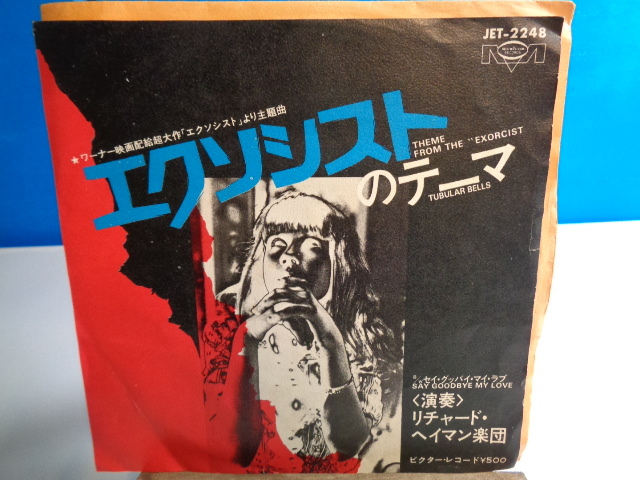 JET-2248
★ワーナー映画配給超大作「エクソシスト」より主題曲
エクソシスト
THEME
FROM THE "EXORCIST
のテーマ
TUBULAR BELLS
セイ・グッバイ・マイ・ラブ
SAY GOODBYE MY LOVE
〈演奏〉
リチャード・
ヘイマン楽団
ビクター・レコード ¥500